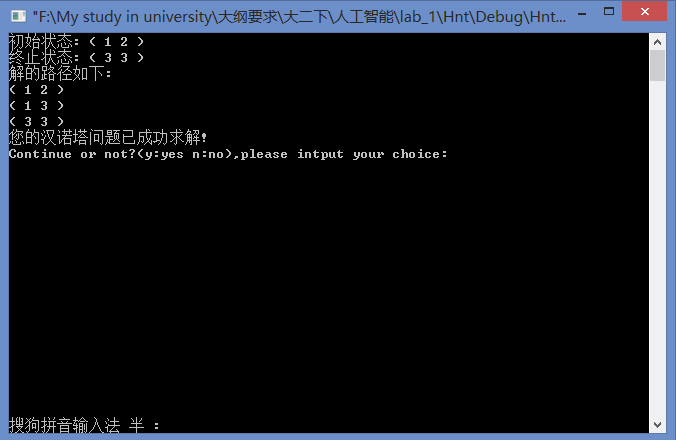 "F:\My study in university\大纲要求\大二下\人工智能\lab_1\Hnt\Debug\Hnt...
初始状态: ( 1 2 )
终止状态: ( 3 3 )
解的路径如下:
( 1 2 )
( 1 3 )
( 3 3 )
您的汉诺塔问题已成功求解!
Continue or not?(y:yes n:no),please intput your choice:
搜狗拼音输入法 半 :